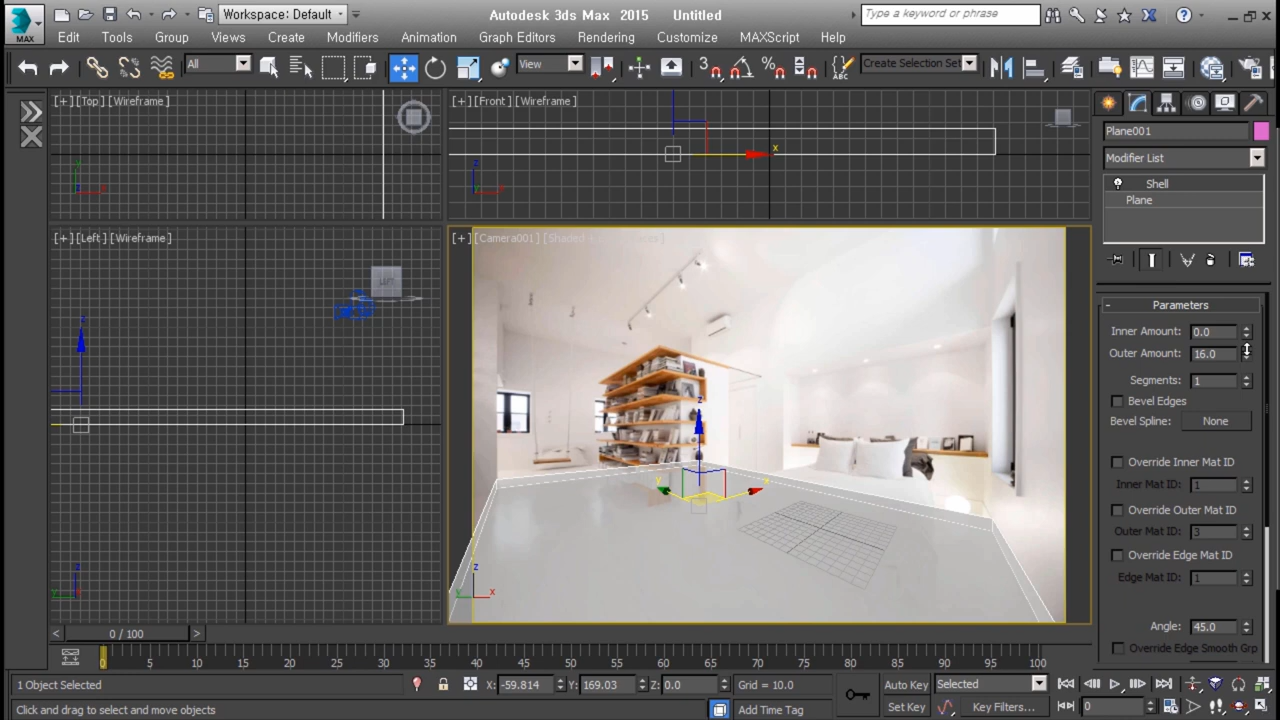 Workspace: Default
Autodesk 3ds Max 2015 Untitled
Type a keyword or phrase
MAX
Edit Tools Group Views Create Modifiers Animation Graph Editors Rendering Customize MAXScript Help
All
View
3
ABC
Create Selection Set
[+][Top][Wireframe]
[+][Front][Wireframe]
x
z
x
y
z
x
[+][Left][Wireframe]
LEFT
z
z
y
[+][Camera001]
z
y
x
z
y
x
Plane001
Modifier List
Shell
Plane
- Parameters
Inner Amount: 0.0
Outer Amount: 16.0
Segments: 1
Bevel Edges
Bevel Spline: None
Override Inner Mat ID
Inner Mat ID: 1
Override Outer Mat ID
Outer Mat ID: 3
Override Edge Mat ID
Edge Mat ID: 1
Angle: 45.0
Override Edge Smooth Grp
< 0 / 100 >
0 5 10 15 20 25 30 35 40 45 50 55 60 65 70 75 80 85 90 95 100
1 Object Selected
X: -59.814 Y: 169.03 Z: 0.0 Grid = 10.0
Auto Key Selected
Click and drag to select and move objects
Add Time Tag
Set Key Key Filters... 0